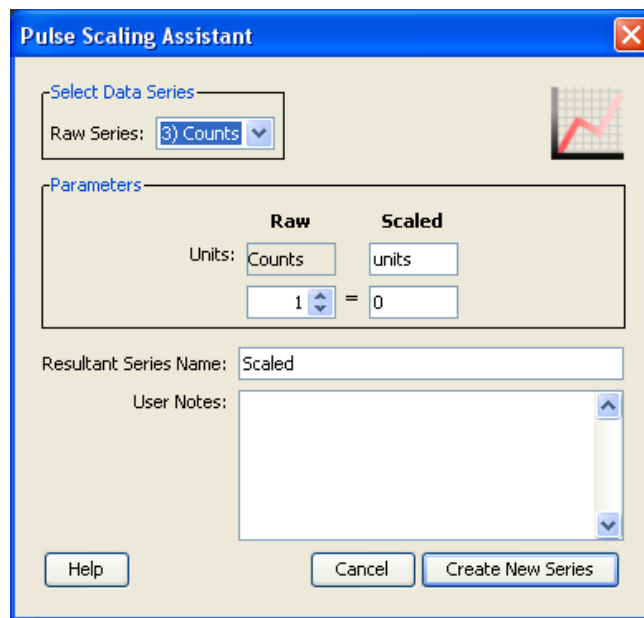 Pulse Scaling Assistant
Select Data Series
Raw Series: 3) Counts
Parameters
Raw Scaled
Units: Counts units
1 = 0
Resultant Series Name: Scaled
User Notes:
Help Cancel Create New Series